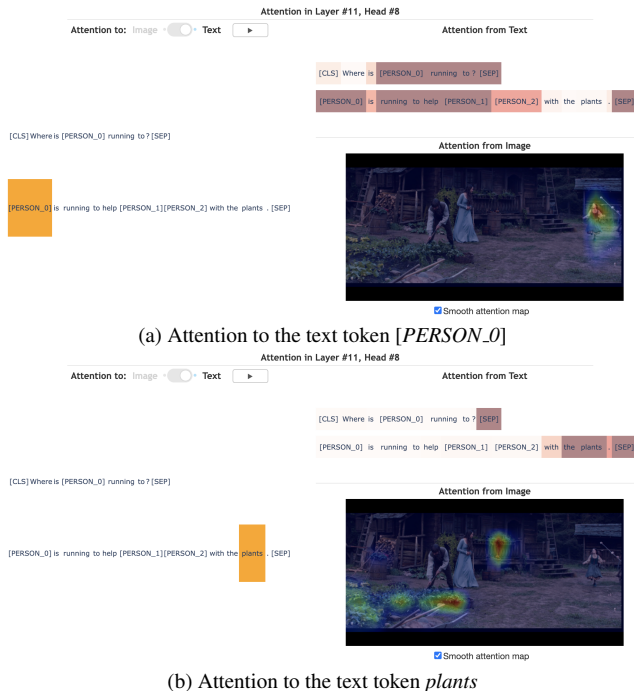 Attention in Layer #11, Head #8
Attention to: Image Text
Attention from Text
[CLS] Where is [PERSON_0] running to ? [SEP]
[PERSON_0] is running to help [PERSON_1] [PERSON_2] with the plants . [SEP]
[CLS] Where is [PERSON_0] running to ? [SEP]
Attention from Image
[PERSON_0] is running to help [PERSON_1] [PERSON_2] with the plants . [SEP]
Smooth attention map
(a) Attention to the text token [PERSON_0]
Attention in Layer #11, Head #8
Attention to: Image Text
Attention from Text
[CLS] Where is [PERSON_0] running to ? [SEP]
[PERSON_0] is running to help [PERSON_1] [PERSON_2] with the plants . [SEP]
[CLS] Where is [PERSON_0] running to ? [SEP]
Attention from Image
[PERSON_0] is running to help [PERSON_1] [PERSON_2] with the plants . [SEP]
Smooth attention map
(b) Attention to the text token plants